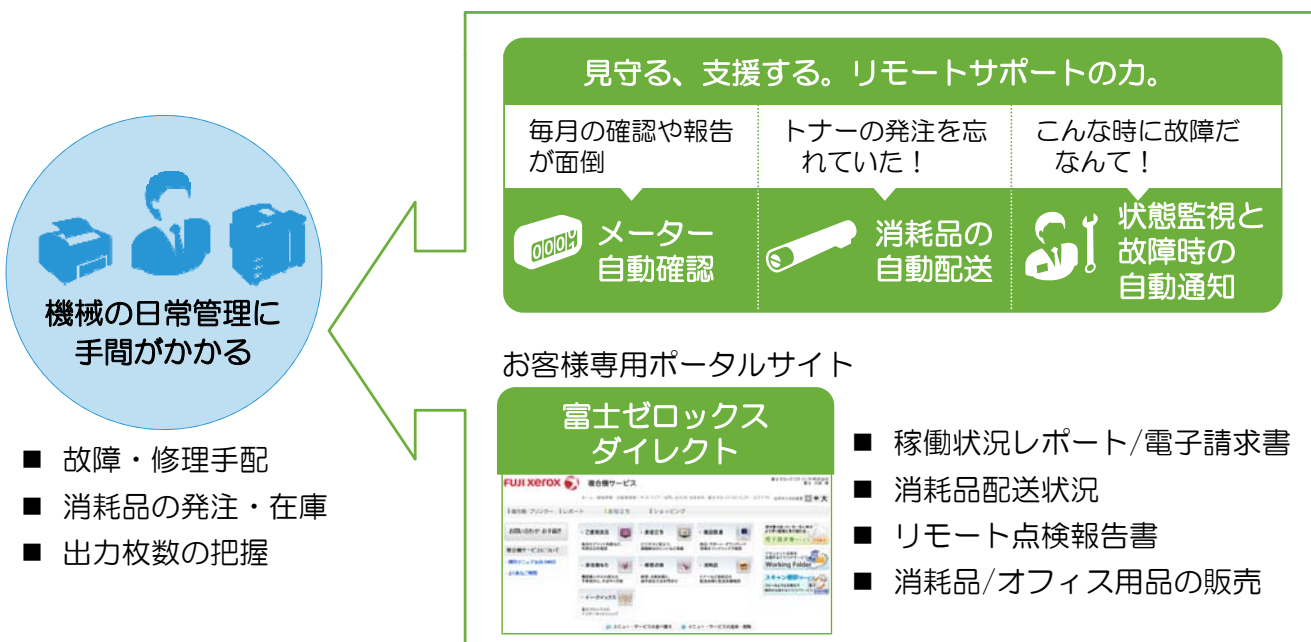 見守る、支援する。リモートサポートの力。
毎月の確認や報告
が面倒
トナーの発注を忘
れていた！
こんな時に故障だ
なんて！
メーター
自動確認
消耗品の
自動配送
状態監視と
故障時の
自動通知
機械の日常管理に
手間がかかる
■ 故障・修理手配
■ 消耗品の発注・在庫
■ 出力枚数の把握
お客様専用ポータルサイト
富士ゼロックス
ダイレクト
FUJI XEROX 複合機サービス
Working Folder
■ 稼働状況レポート/電子請求書
■ 消耗品配送状況
■ リモート点検報告書
■ 消耗品/オフィス用品の販売